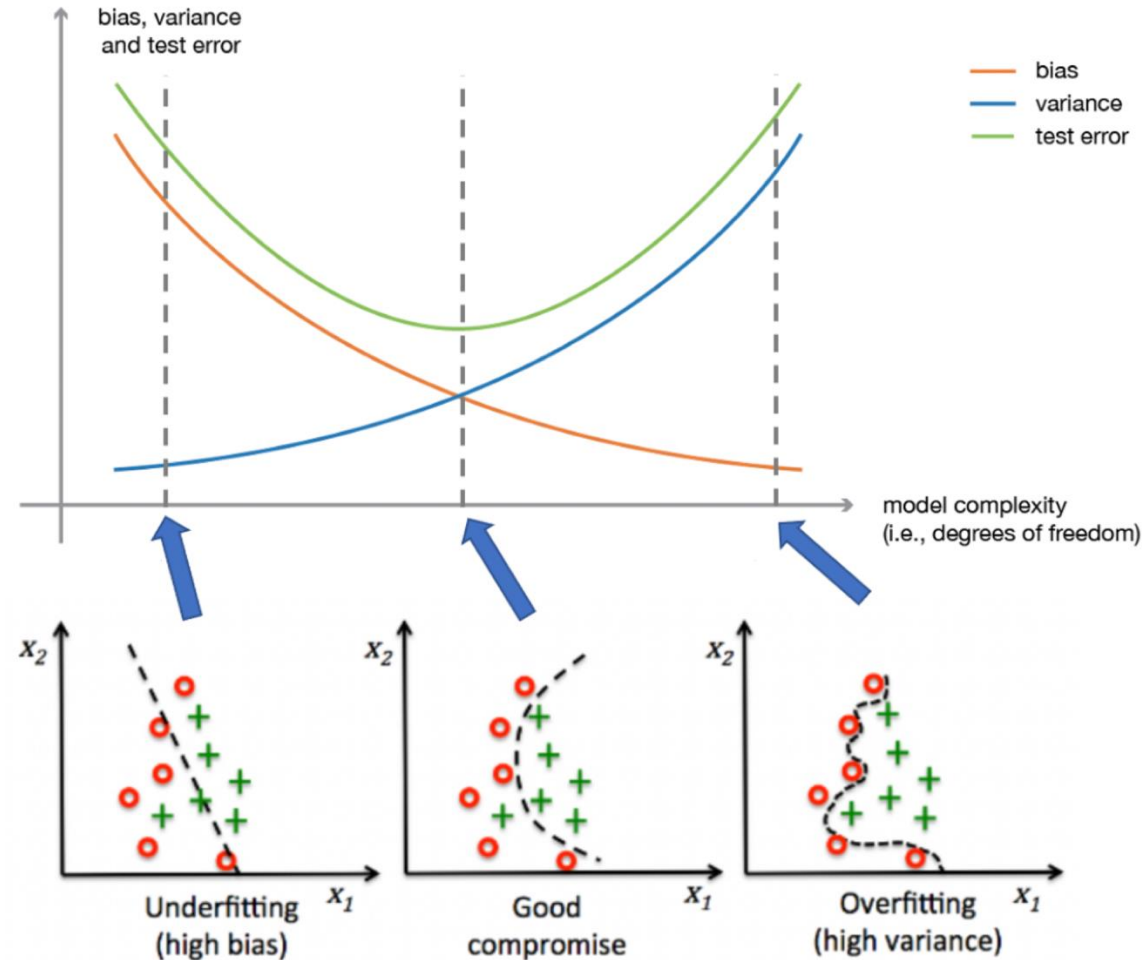 bias, variance
and test error
bias
variance
test error
model complexity
(i.e., degrees of freedom)
x₂
x₁
Underfitting
(high bias)
x₂
x₁
Good
compromise
x₂
x₁
Overfitting
(high variance)